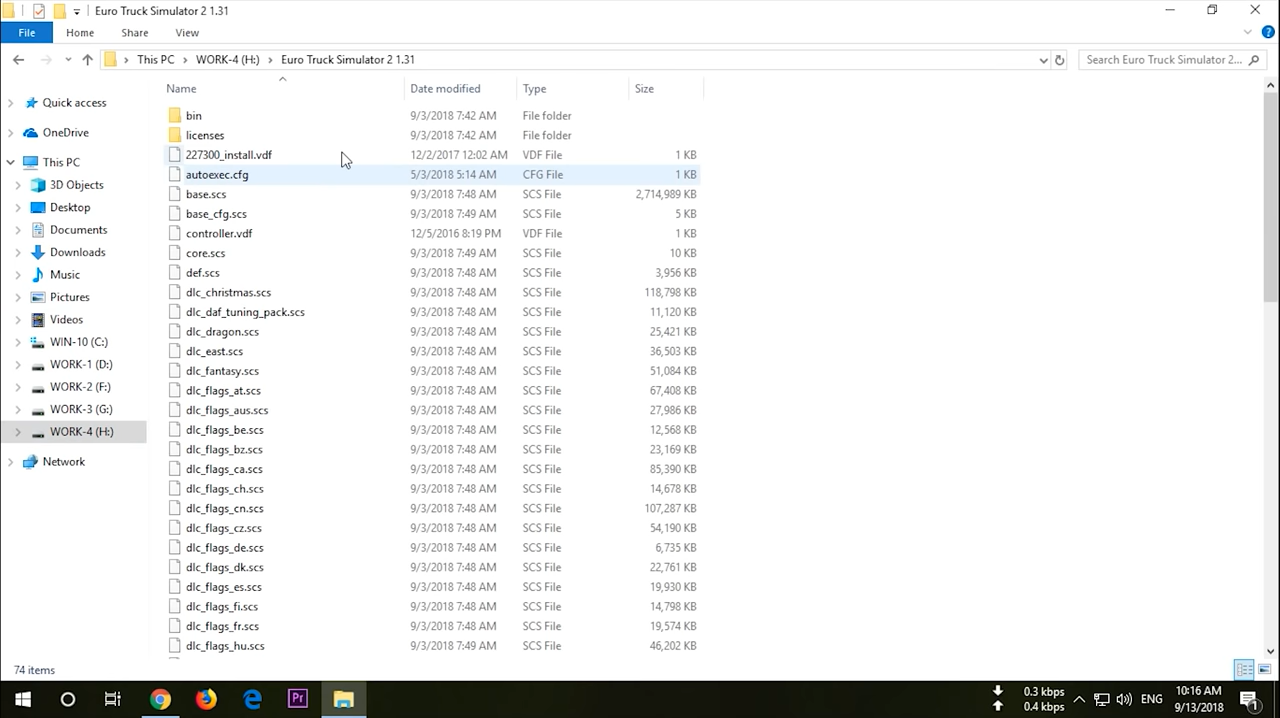 Euro Truck Simulator 2 1.31
File Home Share View
This PC WORK-4 (H:) Euro Truck Simulator 2 1.31 Search Euro Truck Simulator 2...
Name Date modified Type Size
Quick access
OneDrive
This PC
3D Objects
Desktop
Documents
Downloads
Music
Pictures
Videos
WIN-10 (C:)
WORK-1 (D:)
WORK-2 (F:)
WORK-3 (G:)
WORK-4 (H:)
Network
bin 9/3/2018 7:42 AM File folder
licenses 9/3/2018 7:42 AM File folder
227300_install.vdf 12/2/2017 12:02 AM VDF File 1 KB
autoexec.cfg 5/3/2018 5:14 AM CFG File 1 KB
base.scs 9/3/2018 7:48 AM SCS File 2,714,989 KB
base_cfg.scs 9/3/2018 7:49 AM SCS File 5 KB
controller.vdf 12/5/2016 8:19 PM VDF File 1 KB
core.scs 9/3/2018 7:49 AM SCS File 10 KB
def.scs 9/3/2018 7:48 AM SCS File 3,956 KB
dlc_christmas.scs 9/3/2018 7:48 AM SCS File 118,798 KB
dlc_daf_tuning_pack.scs 9/3/2018 7:48 AM SCS File 11,120 KB
dlc_dragon.scs 9/3/2018 7:48 AM SCS File 25,421 KB
dlc_east.scs 9/3/2018 7:48 AM SCS File 36,503 KB
dlc_fantasy.scs 9/3/2018 7:48 AM SCS File 51,084 KB
dlc_flags_at.scs 9/3/2018 7:48 AM SCS File 67,408 KB
dlc_flags_aus.scs 9/3/2018 7:48 AM SCS File 27,986 KB
dlc_flags_be.scs 9/3/2018 7:48 AM SCS File 12,568 KB
dlc_flags_bz.scs 9/3/2018 7:48 AM SCS File 23,169 KB
dlc_flags_ca.scs 9/3/2018 7:48 AM SCS File 85,390 KB
dlc_flags_ch.scs 9/3/2018 7:48 AM SCS File 14,678 KB
dlc_flags_cn.scs 9/3/2018 7:48 AM SCS File 107,287 KB
dlc_flags_cz.scs 9/3/2018 7:48 AM SCS File 54,190 KB
dlc_flags_de.scs 9/3/2018 7:48 AM SCS File 6,735 KB
dlc_flags_dk.scs 9/3/2018 7:48 AM SCS File 22,761 KB
dlc_flags_es.scs 9/3/2018 7:48 AM SCS File 19,930 KB
dlc_flags_fi.scs 9/3/2018 7:48 AM SCS File 14,798 KB
dlc_flags_fr.scs 9/3/2018 7:48 AM SCS File 19,574 KB
dlc_flags_hu.scs 9/3/2018 7:49 AM SCS File 46,202 KB
74 items
Pr
0.3 kbps
0.4 kbps
ENG
10:16 AM
9/13/2018
1